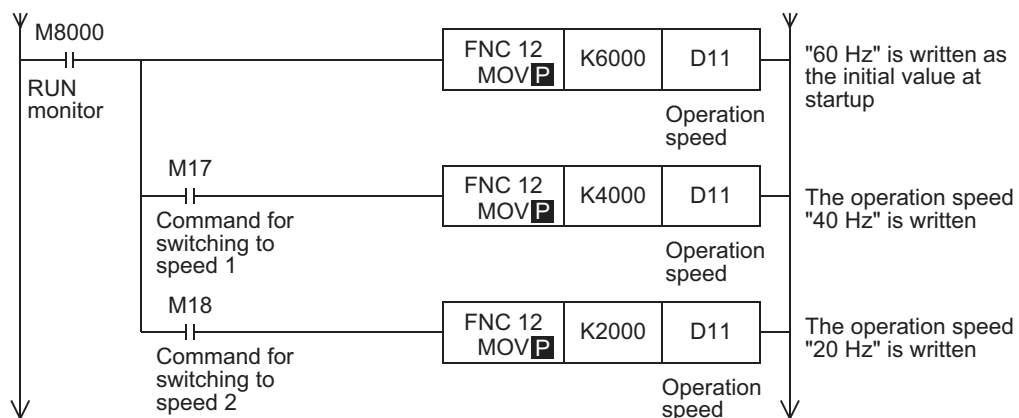 M8000
RUN
monitor
FNC 12
MOV P
K6000
D11
Operation
speed
"60 Hz" is written as
the initial value at
startup
M17
Command for
switching to
speed 1
FNC 12
MOV P
K4000
D11
Operation
speed
The operation speed
"40 Hz" is written
M18
Command for
switching to
speed 2
FNC 12
MOV P
K2000
D11
Operation
speed
The operation speed
"20 Hz" is written